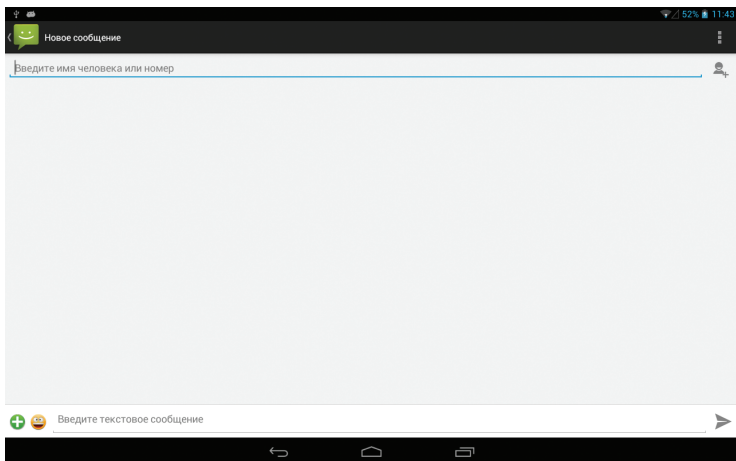 52% 11:43
Новое сообщение
Введите имя человека или номер
Введите текстовое сообщение